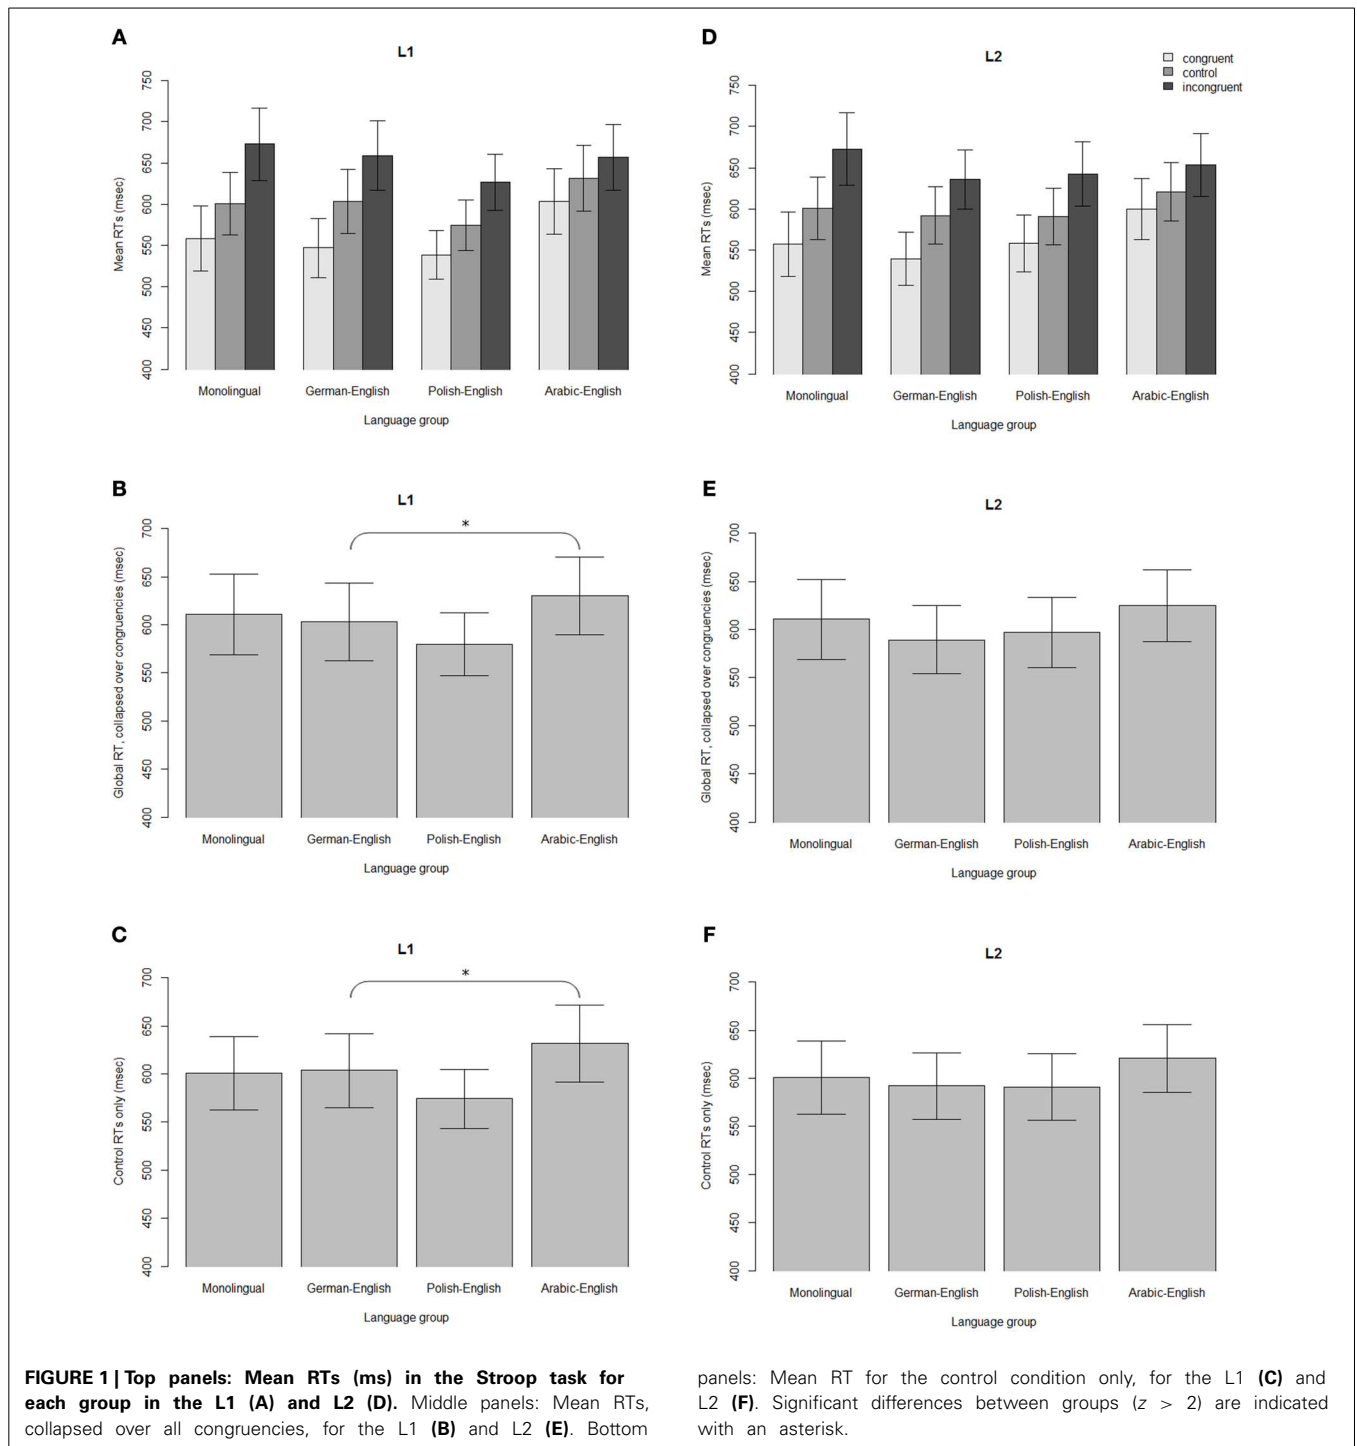 A
L1
Mean RTs (msec)
750
700
650
600
550
500
450
400
Monolingual German-English Polish-English Arabic-English
Language group
D
L2
congruent
control
incongruent
Mean RTs (msec)
750
700
650
600
550
500
450
400
Monolingual German-English Polish-English Arabic-English
Language group
B
L1
*
Global RT, collapsed over congruencies (msec)
700
650
600
550
500
450
400
Monolingual German-English Polish-English Arabic-English
Language group
E
L2
Global RT, collapsed over congruencies (msec)
700
650
600
550
500
450
400
Monolingual German-English Polish-English Arabic-English
Language group
C
L1
*
Control RTs only (msec)
700
650
600
550
500
450
400
Monolingual German-English Polish-English Arabic-English
Language group
F
L2
Control RTs only (msec)
700
650
600
550
500
450
400
Monolingual German-English Polish-English Arabic-English
Language group
FIGURE 1 | Top panels: Mean RTs (ms) in the Stroop task for
each group in the L1 (A) and L2 (D). Middle panels: Mean RTs,
collapsed over all congruencies, for the L1 (B) and L2 (E). Bottom
panels: Mean RT for the control condition only, for the L1 (C) and
L2 (F). Significant differences between groups (z > 2) are indicated
with an asterisk.